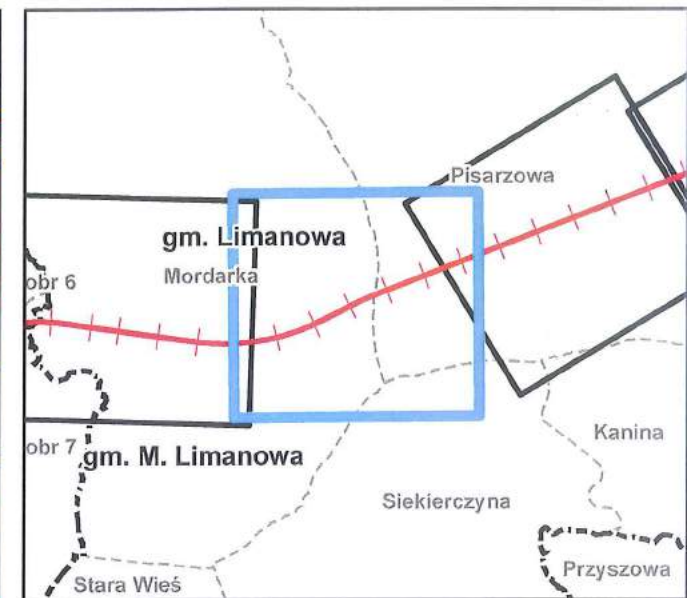 Pisarzowa
gm. Limanowa
Mordarka
obr 6
obr 7
gm. M. Limanowa
Kanina
Siekierczyna
Przyszowa
Stara Wieś